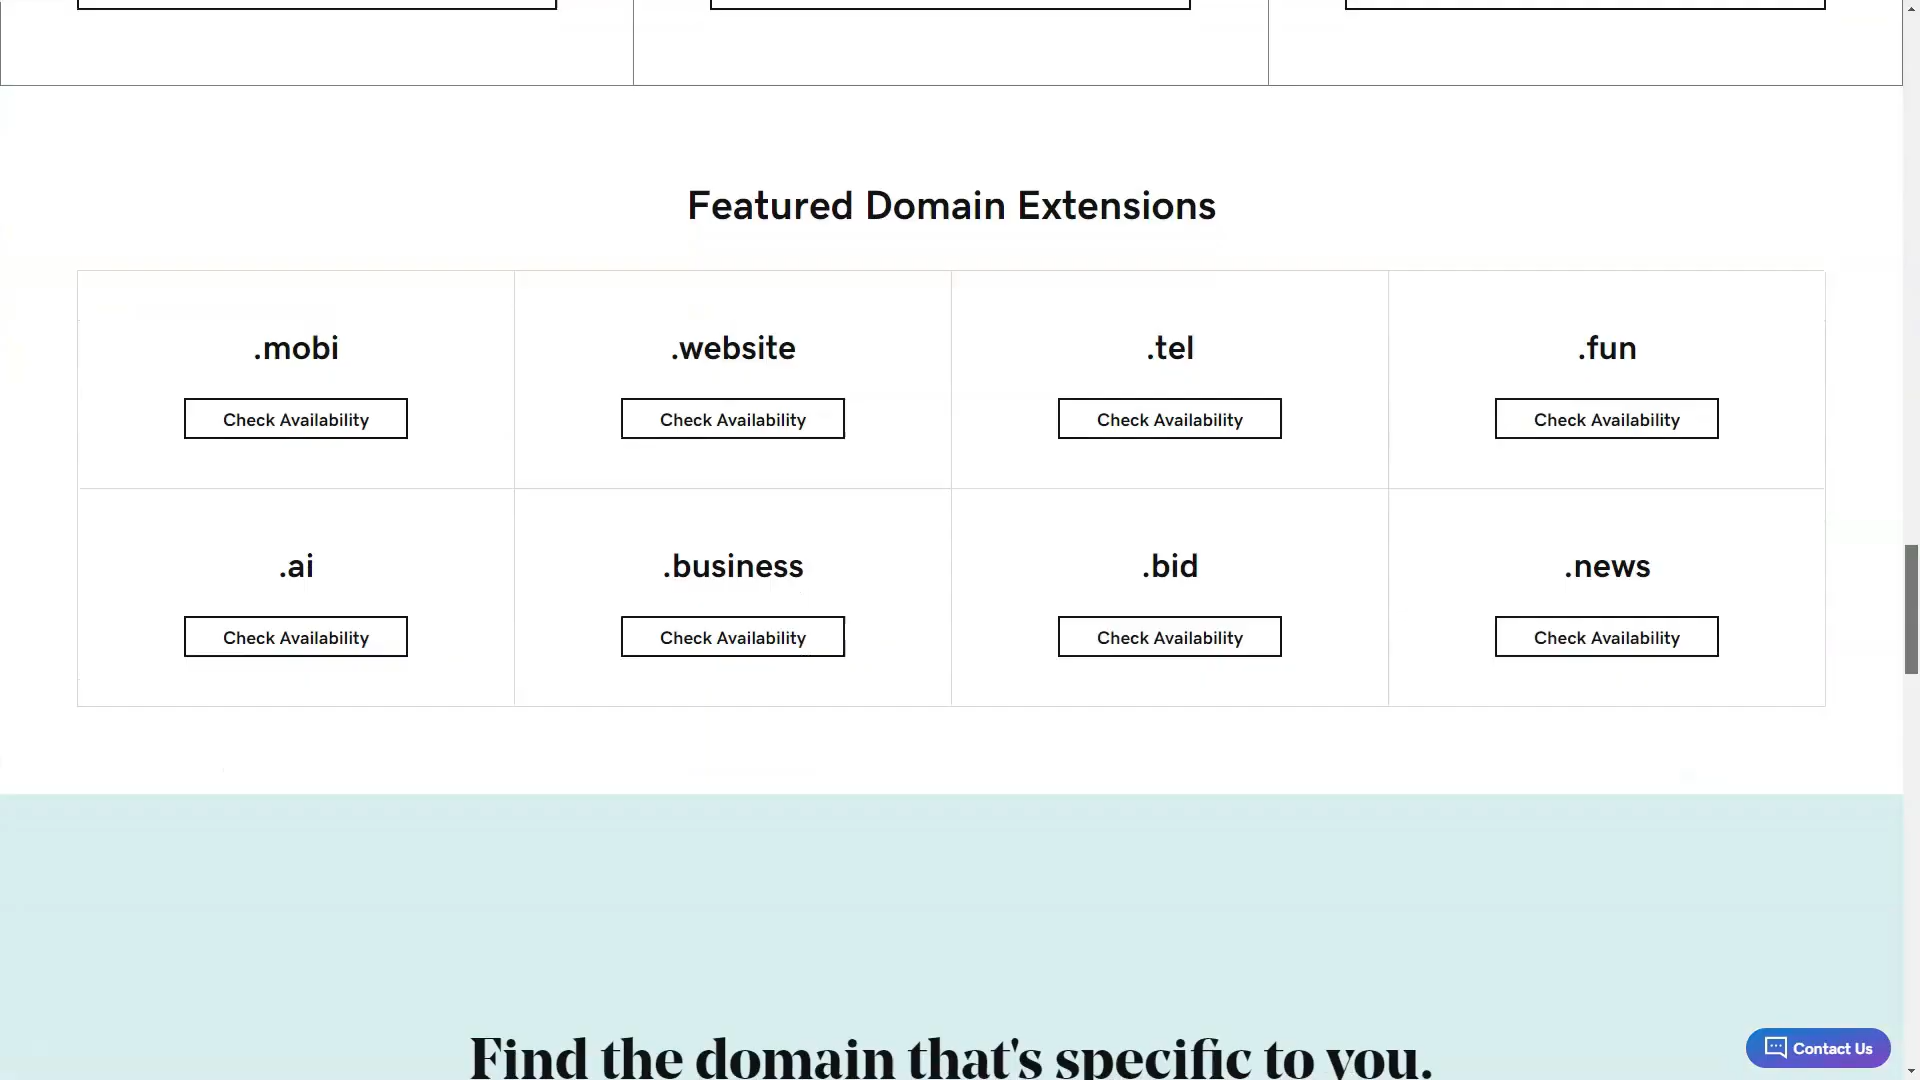 Featured Domain Extensions
.mobi
.website
.tel
.fun
Check Availability
Check Availability
Check Availability
Check Availability
.ai
.business
.bid
.news
Check Availability
Check Availability
Check Availability
Check Availability
Find the domain that's specific to you.
Contact Us